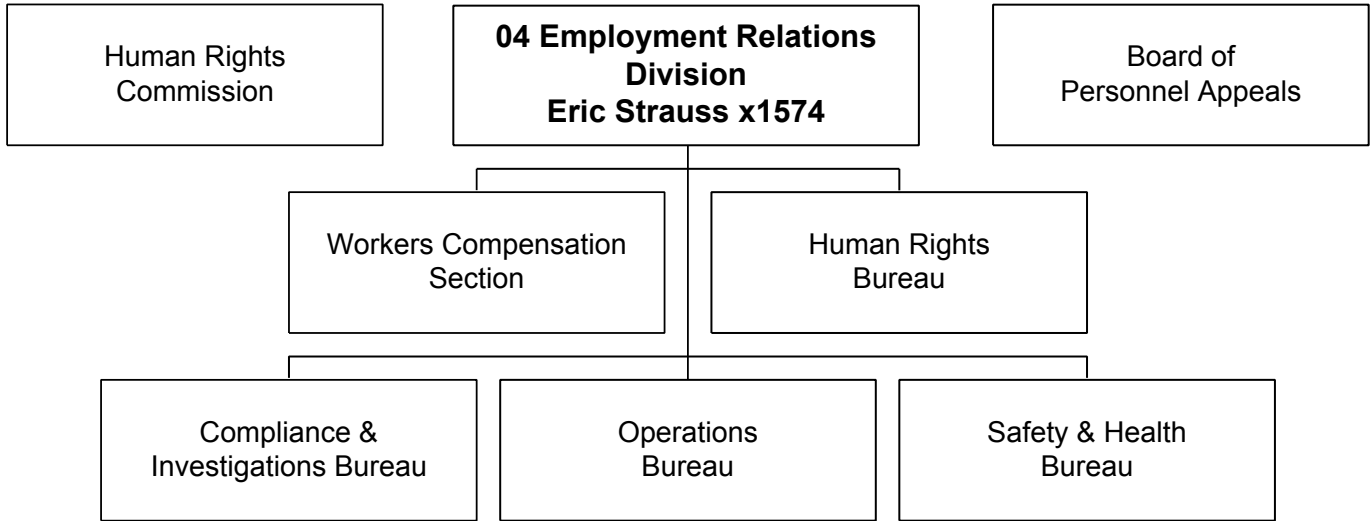 Human Rights
Commission
04 Employment Relations
Division
Eric Strauss x1574
Board of
Personnel Appeals
Workers Compensation
Section
Human Rights
Bureau
Compliance &
Investigations Bureau
Operations
Bureau
Safety & Health
Bureau